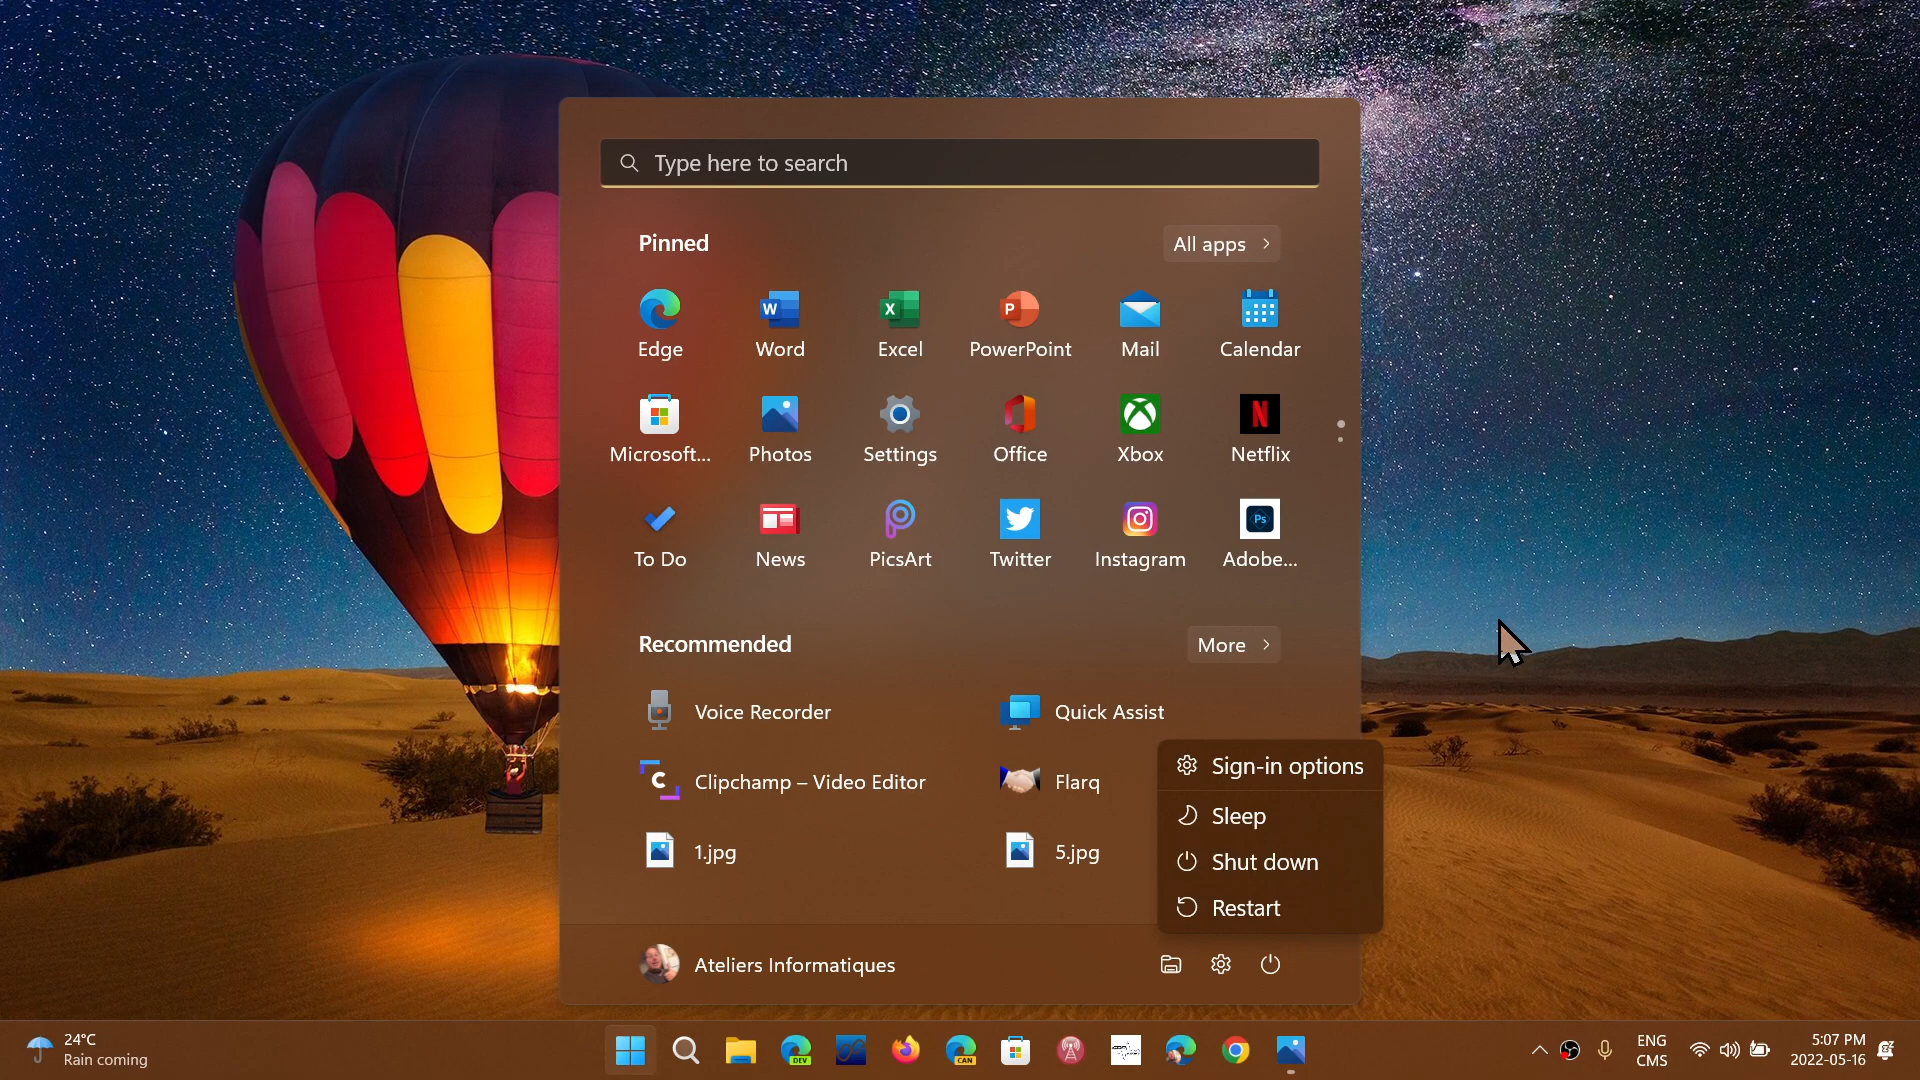 Type here to search
Pinned
All apps
Edge
Word
Excel
PowerPoint
Mail
Calendar
Microsoft...
Photos
Settings
Office
Xbox
Netflix
To Do
News
PicsArt
Twitter
Instagram
Adobe...
Recommended
More
Voice Recorder
Quick Assist
Clipchamp – Video Editor
Flarq
1.jpg
5.jpg
Sign-in options
Sleep
Shut down
Restart
Ateliers Informatiques
24°C
Rain coming
DEV
CAN
ENG
CMS
5:07 PM
2022-05-16